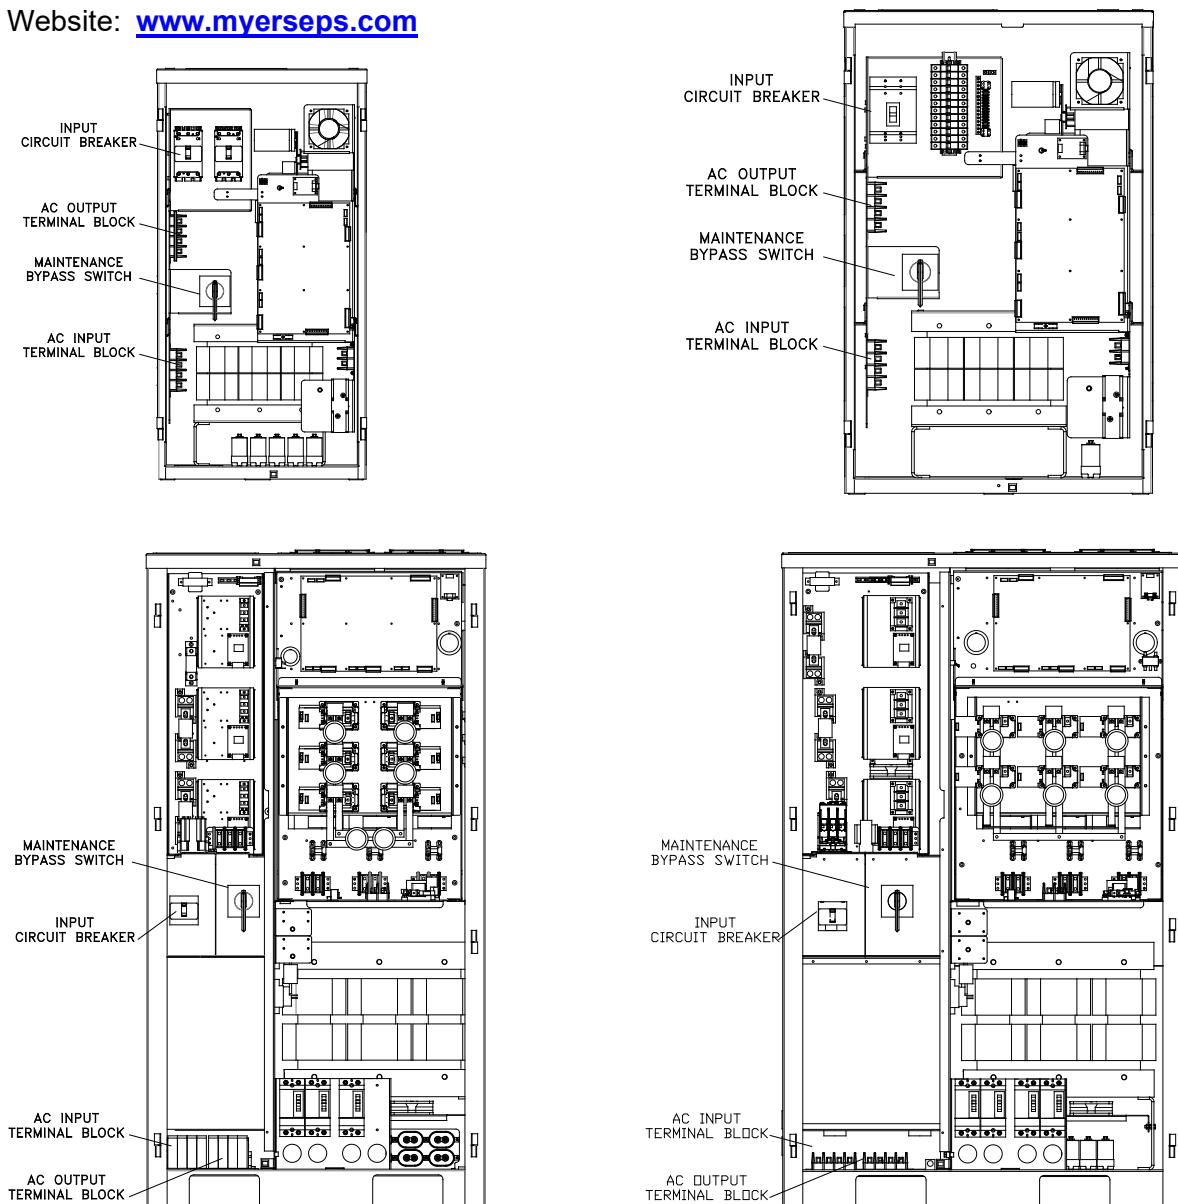 Website: www.myerseps.com
INPUT
CIRCUIT BREAKER
AC OUTPUT
TERMINAL BLOCK
MAINTENANCE
BYPASS SWITCH
AC INPUT
TERMINAL BLOCK
INPUT
CIRCUIT BREAKER
AC OUTPUT
TERMINAL BLOCK
MAINTENANCE
BYPASS SWITCH
AC INPUT
TERMINAL BLOCK
MAINTENANCE
BYPASS SWITCH
INPUT
CIRCUIT BREAKER
AC INPUT
TERMINAL BLOCK
AC OUTPUT
TERMINAL BLOCK
MAINTENANCE
BYPASS SWITCH
INPUT
CIRCUIT BREAKER
AC INPUT
TERMINAL BLOCK
AC OUTPUT
TERMINAL BLOCK